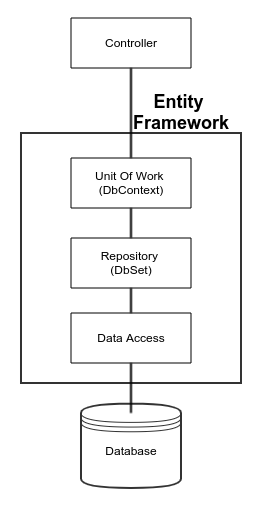 Controller
Entity
Framework
Unit Of Work
(DbContext)
Repository
(DbSet)
Data Access
Database